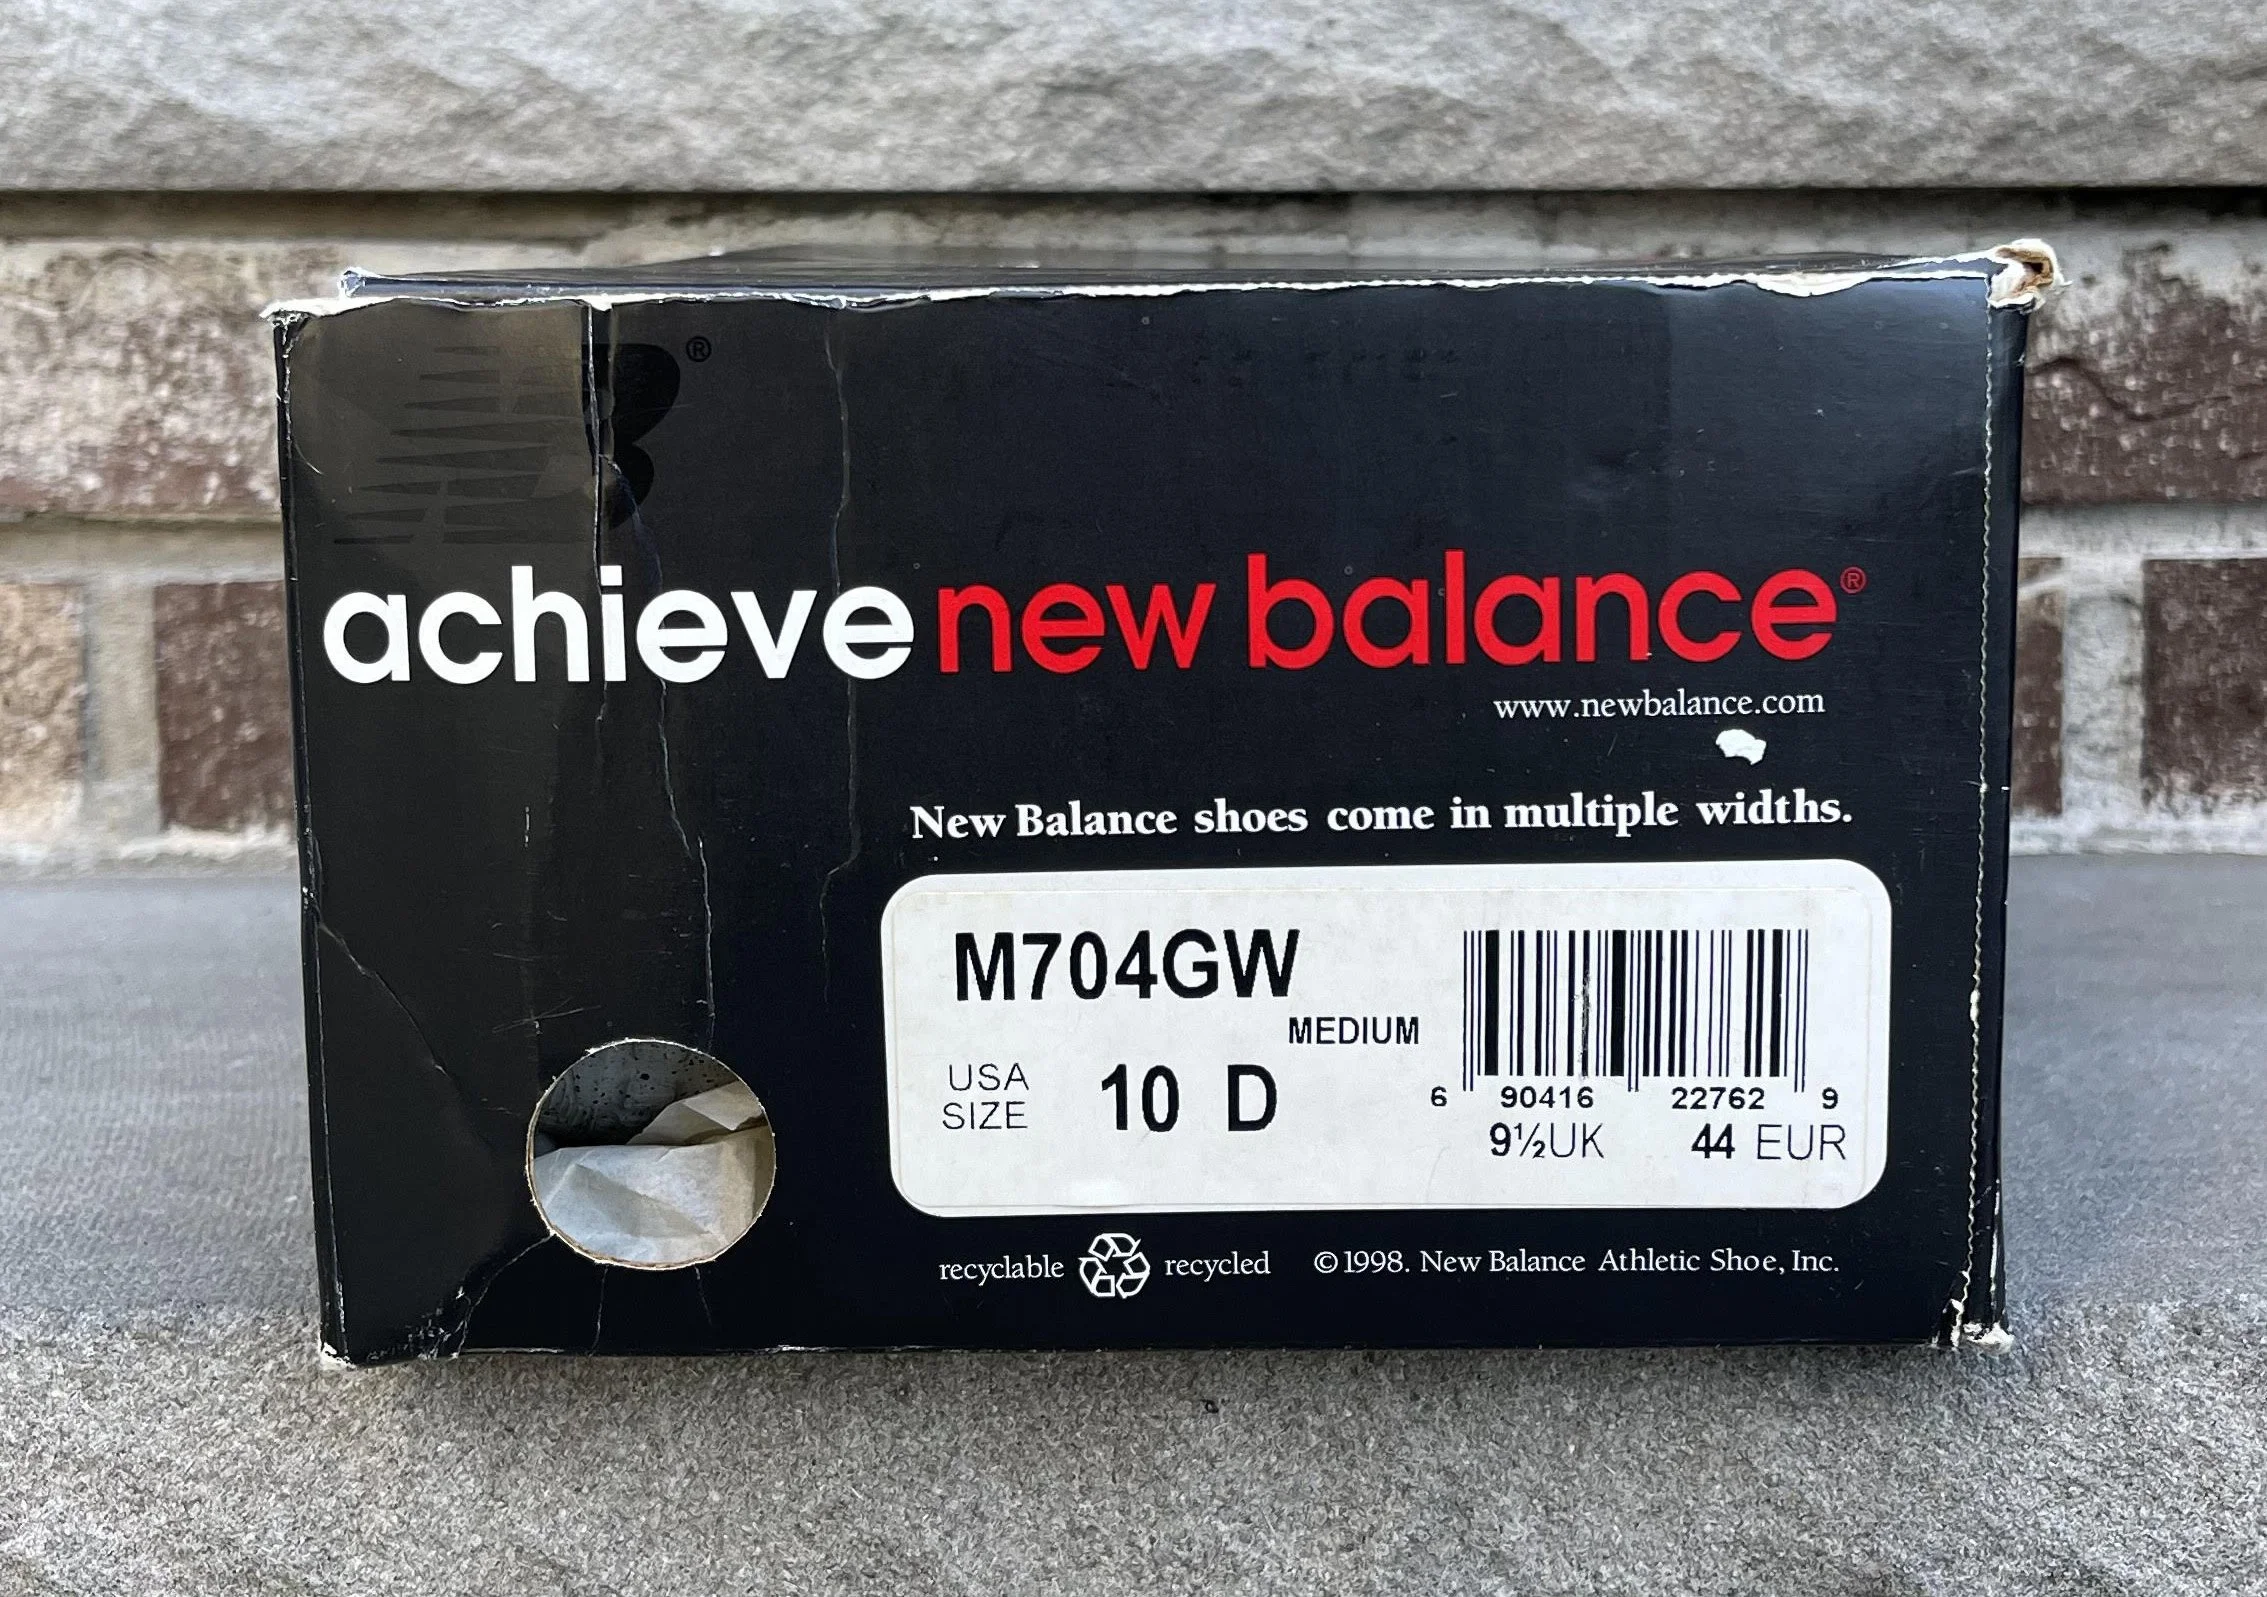 ®
achieve new balance®
www.newbalance.com
New Balance shoes come in multiple widths.
M704GW
MEDIUM
USA SIZE 10 D
6 90416 22762 9
9½UK 44 EUR
recyclable recycled ©1998. New Balance Athletic Shoe, Inc.